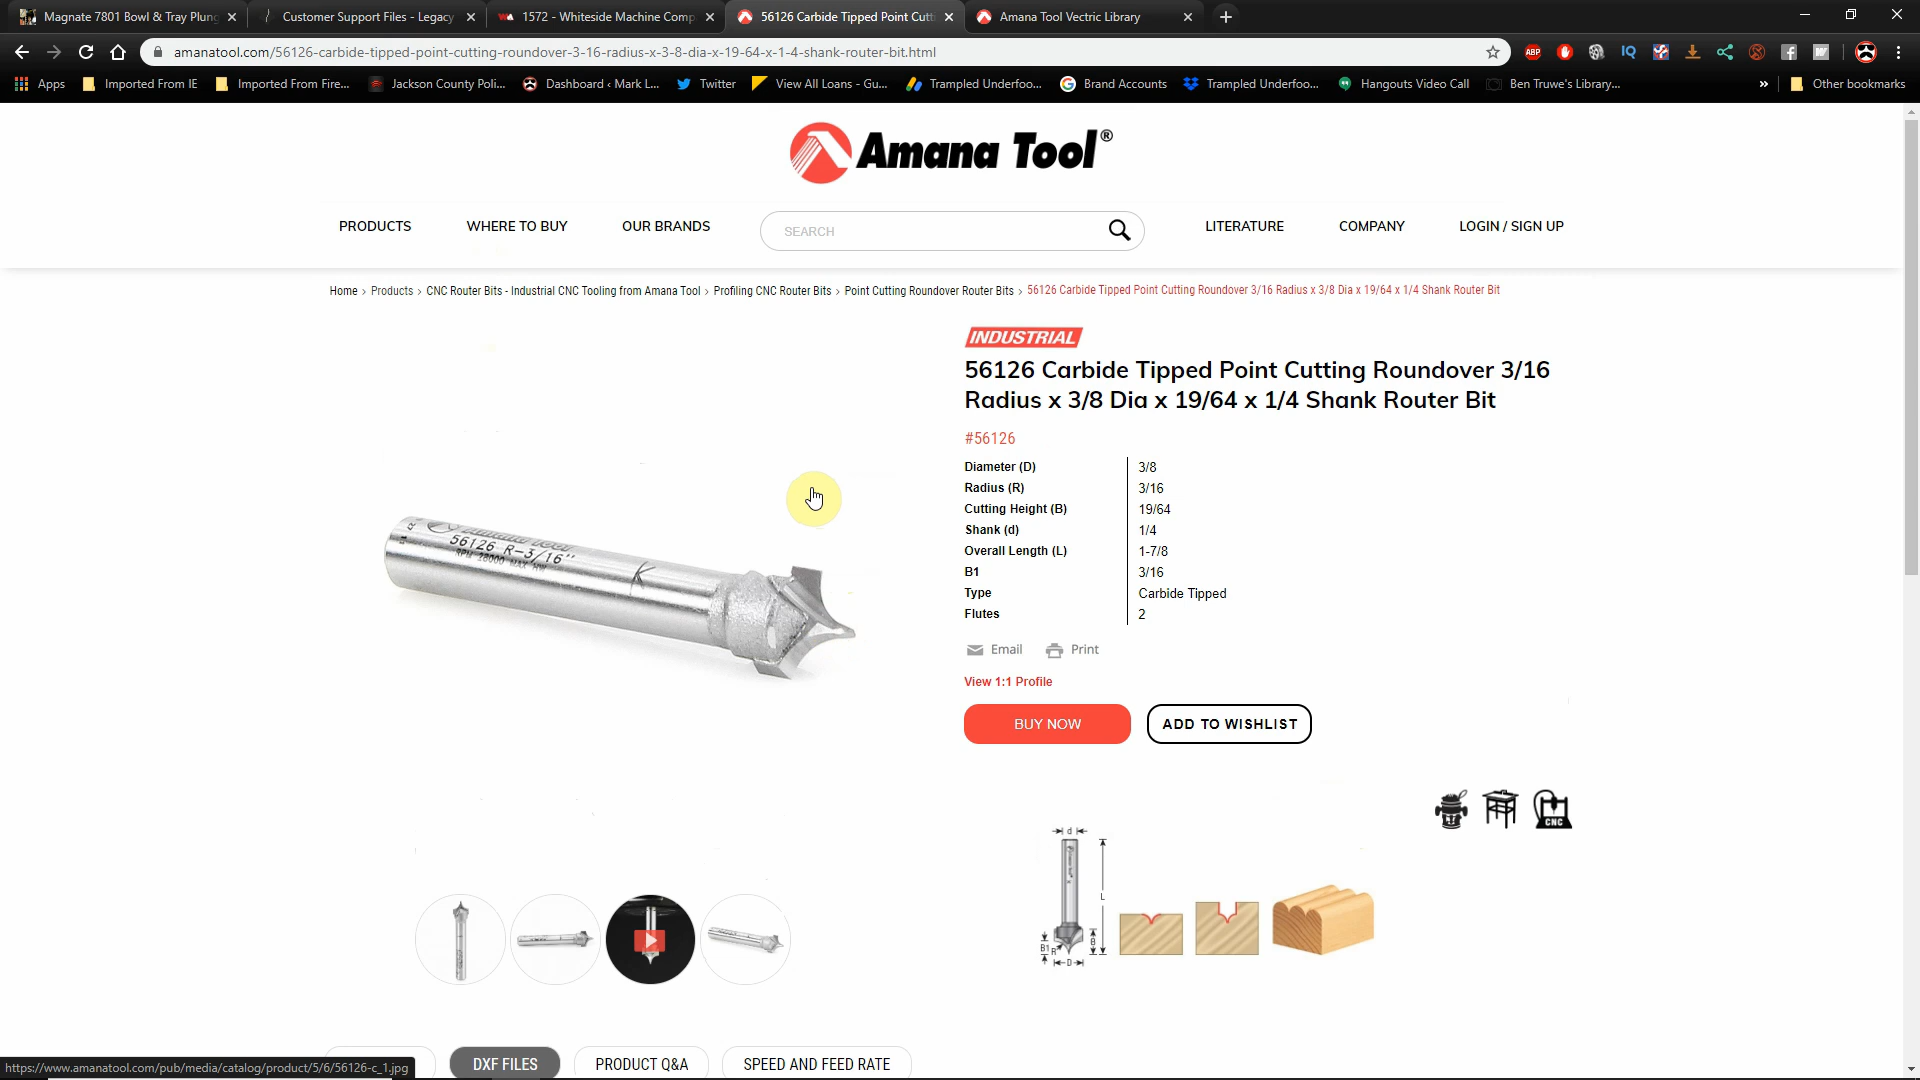 Magnate 7801 Bowl & Tray Plung
Customer Support Files - Legacy
1572 - Whiteside Machine Comp
56126 Carbide Tipped Point Cutti
Amana Tool Vectric Library
amanatool.com/56126-carbide-tipped-point-cutting-roundover-3-16-radius-x-3-8-dia-x-19-64-x-1-4-shank-router-bit.html
ABP
IQ
Apps
Imported From IE
Imported From Fire...
Jackson County Poli...
Dashboard ‹ Mark L...
Twitter
View All Loans - Gu...
Trampled Underfoo...
Brand Accounts
Trampled Underfoo...
Hangouts Video Call
Ben Truwe's Library...
»
Other bookmarks
Amana Tool®
PRODUCTS
WHERE TO BUY
OUR BRANDS
SEARCH
LITERATURE
COMPANY
LOGIN / SIGN UP
Home › Products › CNC Router Bits - Industrial CNC Tooling from Amana Tool › Profiling CNC Router Bits › Point Cutting Roundover Router Bits › 56126 Carbide Tipped Point Cutting Roundover 3/16 Radius x 3/8 Dia x 19/64 x 1/4 Shank Router Bit
INDUSTRIAL
56126 Carbide Tipped Point Cutting Roundover 3/16
Radius x 3/8 Dia x 19/64 x 1/4 Shank Router Bit
#56126
Diameter (D) 3/8
Radius (R) 3/16
Cutting Height (B) 19/64
Shank (d) 1/4
Overall Length (L) 1-7/8
B1 3/16
Type Carbide Tipped
Flutes 2
Amana Tool
56126 R-3/16"
RPM 18000 MAX HW
K
Email
Print
View 1:1 Profile
BUY NOW
ADD TO WISHLIST
CNC
d
L
B1
R
B
D
DXF FILES
PRODUCT Q&A
SPEED AND FEED RATE
https://www.amanatool.com/pub/media/catalog/product/5/6/56126-c_1.jpg